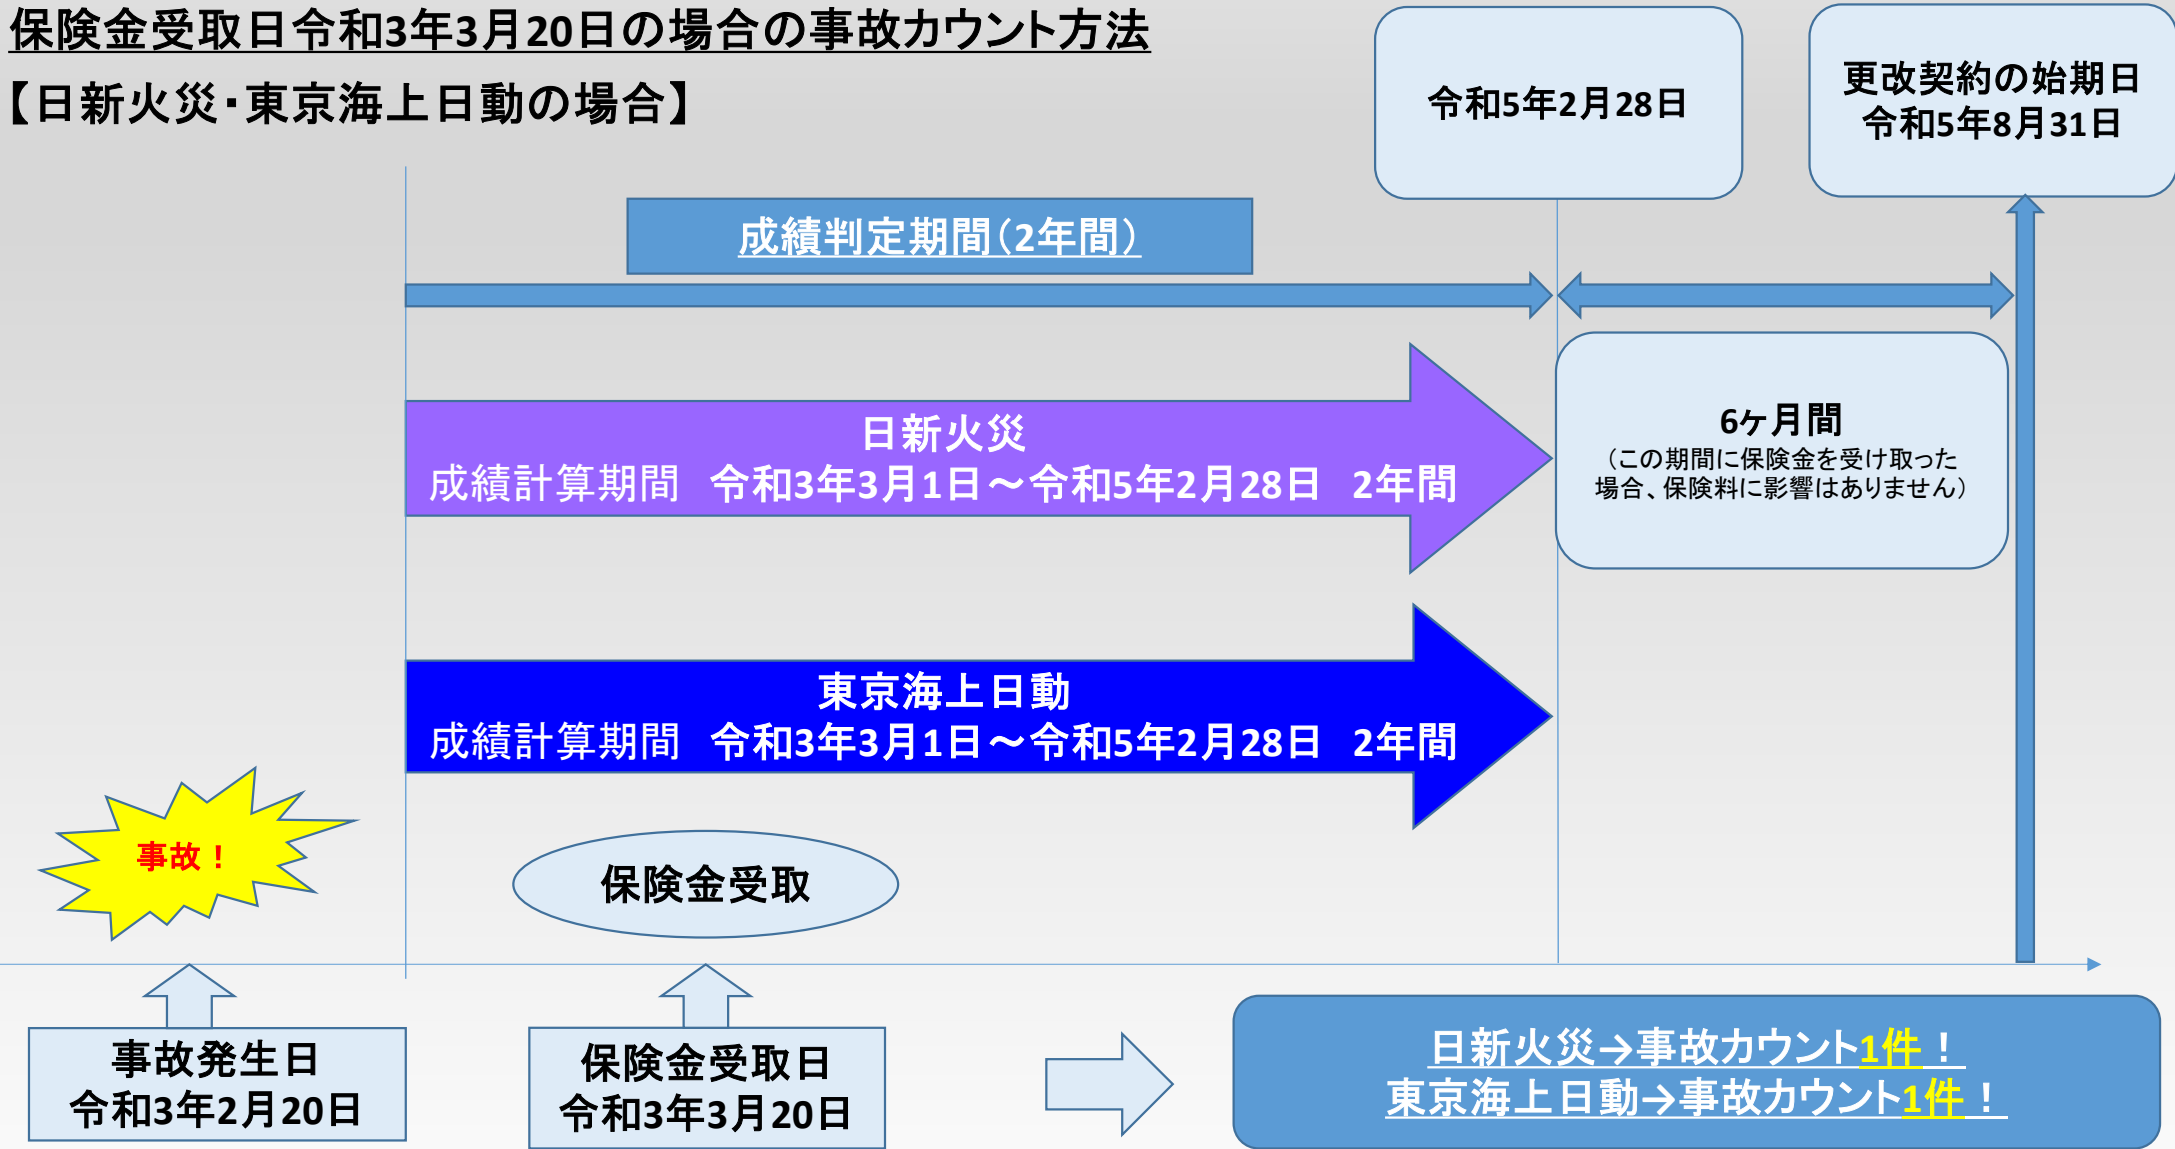 保険金受取日令和3年3月20日の場合の事故カウント方法
【日新火災・東京海上日動の場合】
令和5年2月28日
更改契約の始期日
令和5年8月31日
成績判定期間（2年間）
日新火災
成績計算期間　令和3年3月1日～令和5年2月28日　2年間
6ヶ月間
（この期間に保険金を受け取った
場合、保険料に影響はありません）
東京海上日動
成績計算期間　令和3年3月1日～令和5年2月28日　2年間
事故！
保険金受取
事故発生日
令和3年2月20日
保険金受取日
令和3年3月20日
日新火災→事故カウント1件！
東京海上日動→事故カウント1件！